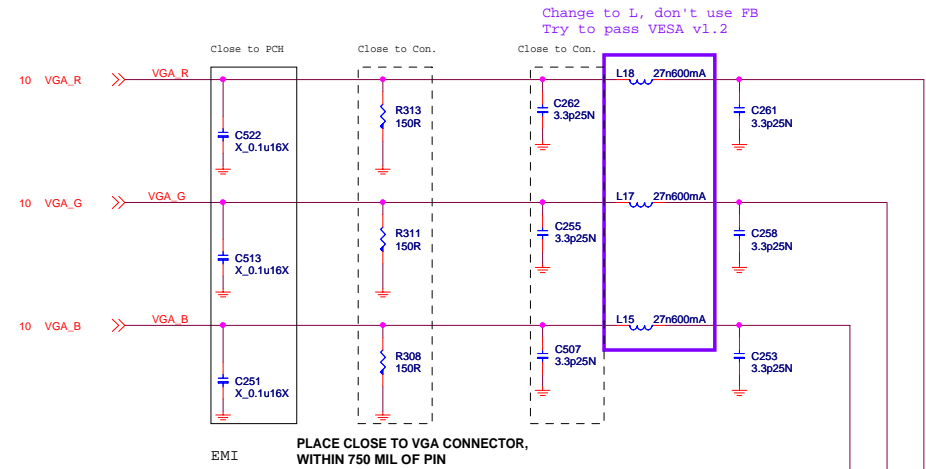 Change to L, don't use FB
Try to pass VESA v1.2
Close to PCH
Close to Con.
Close to Con.
10 VGA_R
VGA_R
L18 27n600mA
C522
X_0.1u16X
R313
150R
C262
3.3p25N
C261
3.3p25N
10 VGA_G
VGA_G
L17 27n600mA
C513
X_0.1u16X
R311
150R
C255
3.3p25N
C258
3.3p25N
10 VGA_B
VGA_B
L15 27n600mA
C251
X_0.1u16X
R308
150R
C507
3.3p25N
C253
3.3p25N
EMI
PLACE CLOSE TO VGA CONNECTOR,
WITHIN 750 MIL OF PIN